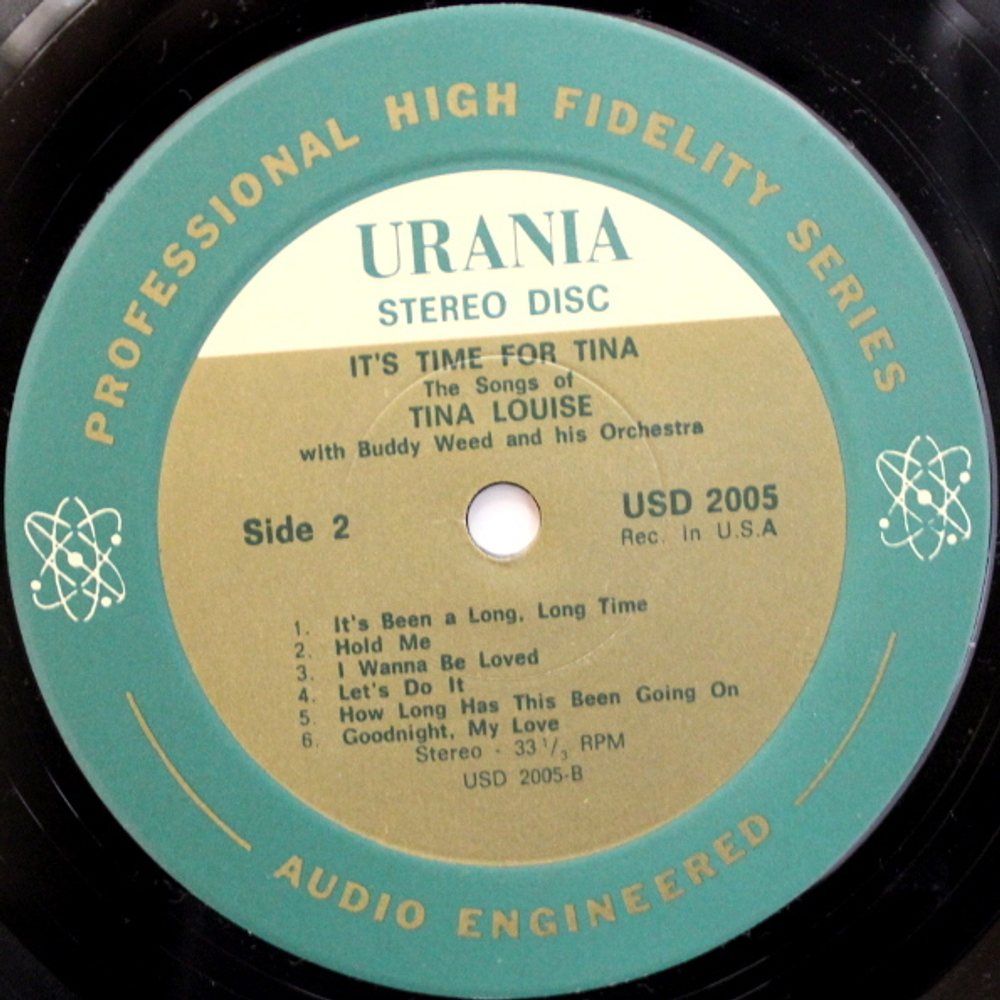 PROFESSIONAL HIGH FIDELITY SERIES
URANIA
STEREO DISC
IT'S TIME FOR TINA
The Songs of
TINA LOUISE
with Buddy Weed and his Orchestra
Side 2
USD 2005
Rec. In U.S.A
1. It's Been a Long, Long Time
2. Hold Me
3. I Wanna Be Loved
4. Let's Do It
5. How Long Has This Been Going On
6. Goodnight, My Love
Stereo · 33 1/3 RPM
USD 2005-B
AUDIO ENGINEERED